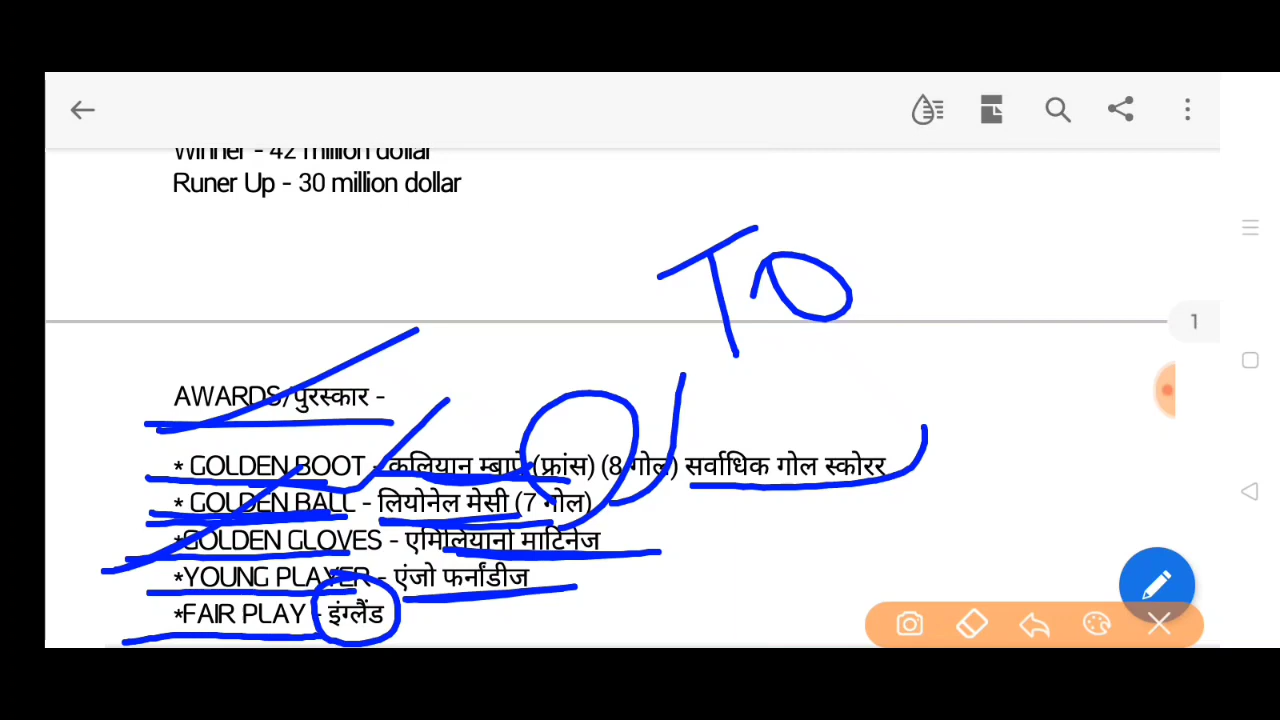 Winner - 42 million dollar
Runer Up - 30 million dollar
TO
1
AWARDS/पुरस्कार -
* GOLDEN BOOT - कलियान म्बापे (फ्रांस) (8 गोल) सर्वाधिक गोल स्कोरर
* GOLDEN BALL - लियोनेल मेसी (7 गोल)
*GOLDEN GLOVES - एमिलियानो मार्टिनेज
*YOUNG PLAYER - एंजो फर्नांडीज
*FAIR PLAY - इंग्लैंड